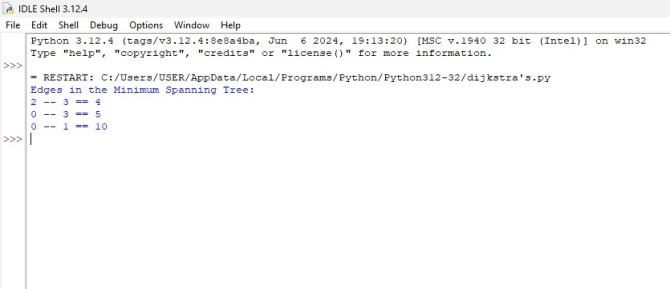 IDLE Shell 3.12.4
File Edit Shell Debug Options Window Help
Python 3.12.4 (tags/v3.12.4:8e8a4ba, Jun 6 2024, 19:13:20) [MSC v.1940 32 bit (Intel)] on win32
Type "help", "copyright", "credits" or "license()" for more information.
>>>
= RESTART: C:/Users/USER/AppData/Local/Programs/Python/Python312-32/dijkstra's.py
Edges in the Minimum Spanning Tree:
2 -- 3 == 4
0 -- 3 == 5
0 -- 1 == 10
>>>